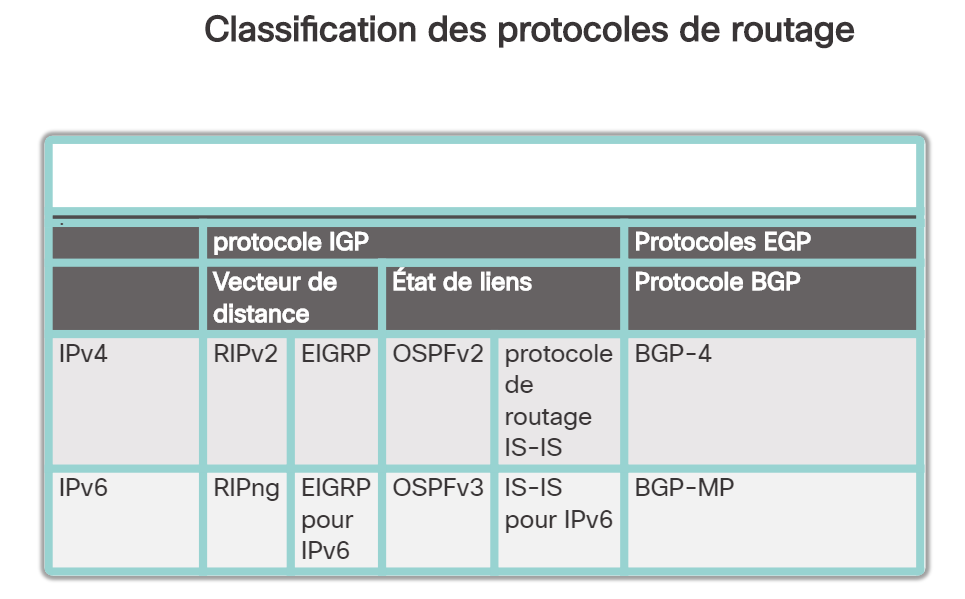 Classification des protocoles de routage
protocole IGP
Protocoles EGP
Vecteur de
distance
État de liens
Protocole BGP
IPv4
RIPv2
EIGRP
OSPFv2
protocole
de
routage
IS-IS
BGP-4
IPv6
RIPng
EIGRP
pour
IPv6
OSPFv3
IS-IS
pour IPv6
BGP-MP